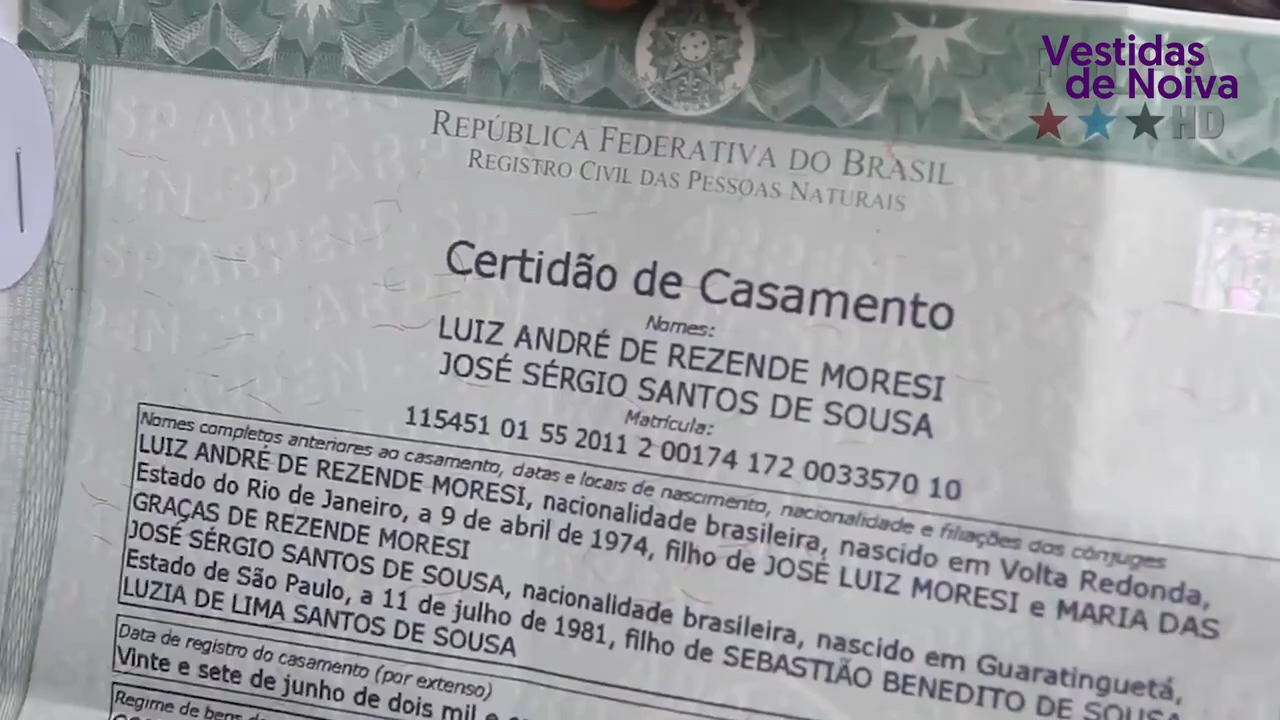 Vestidas
de Noiva
HD
REPÚBLICA FEDERATIVA DO BRASIL
REGISTRO CIVIL DAS PESSOAS NATURAIS
Certidão de Casamento
Nomes:
LUIZ ANDRÉ DE REZENDE MORESI
JOSÉ SÉRGIO SANTOS DE SOUSA
Matrícula:
115451 01 55 2011 2 00174 172 0033570 10
Nomes completos anteriores ao casamento, datas e locais de nascimento, nacionalidade e filiações dos cônjuges
LUIZ ANDRÉ DE REZENDE MORESI, nacionalidade brasileira, nascido em Volta Redonda,
Estado do Rio de Janeiro, a 9 de abril de 1974, filho de JOSÉ LUIZ MORESI e MARIA DAS
GRAÇAS DE REZENDE MORESI
JOSÉ SÉRGIO SANTOS DE SOUSA, nacionalidade brasileira, nascido em Guaratinguetá,
Estado de São Paulo, a 11 de julho de 1981, filho de SEBASTIÃO BENEDITO DE SOUSA
LUZIA DE LIMA SANTOS DE SOUSA
Data de registro do casamento (por extenso)
Vinte e sete de junho de dois mil e
Regime de bens